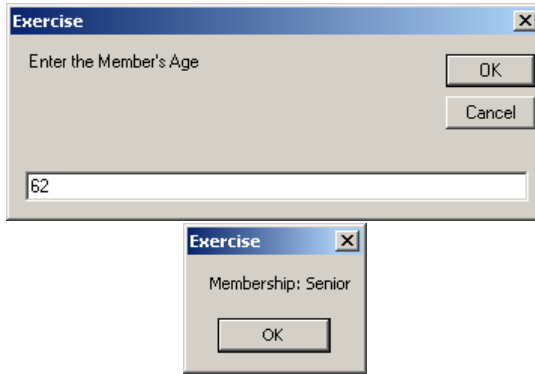 Exercise
Enter the Member's Age
OK
Cancel
62
Exercise
Membership: Senior
OK